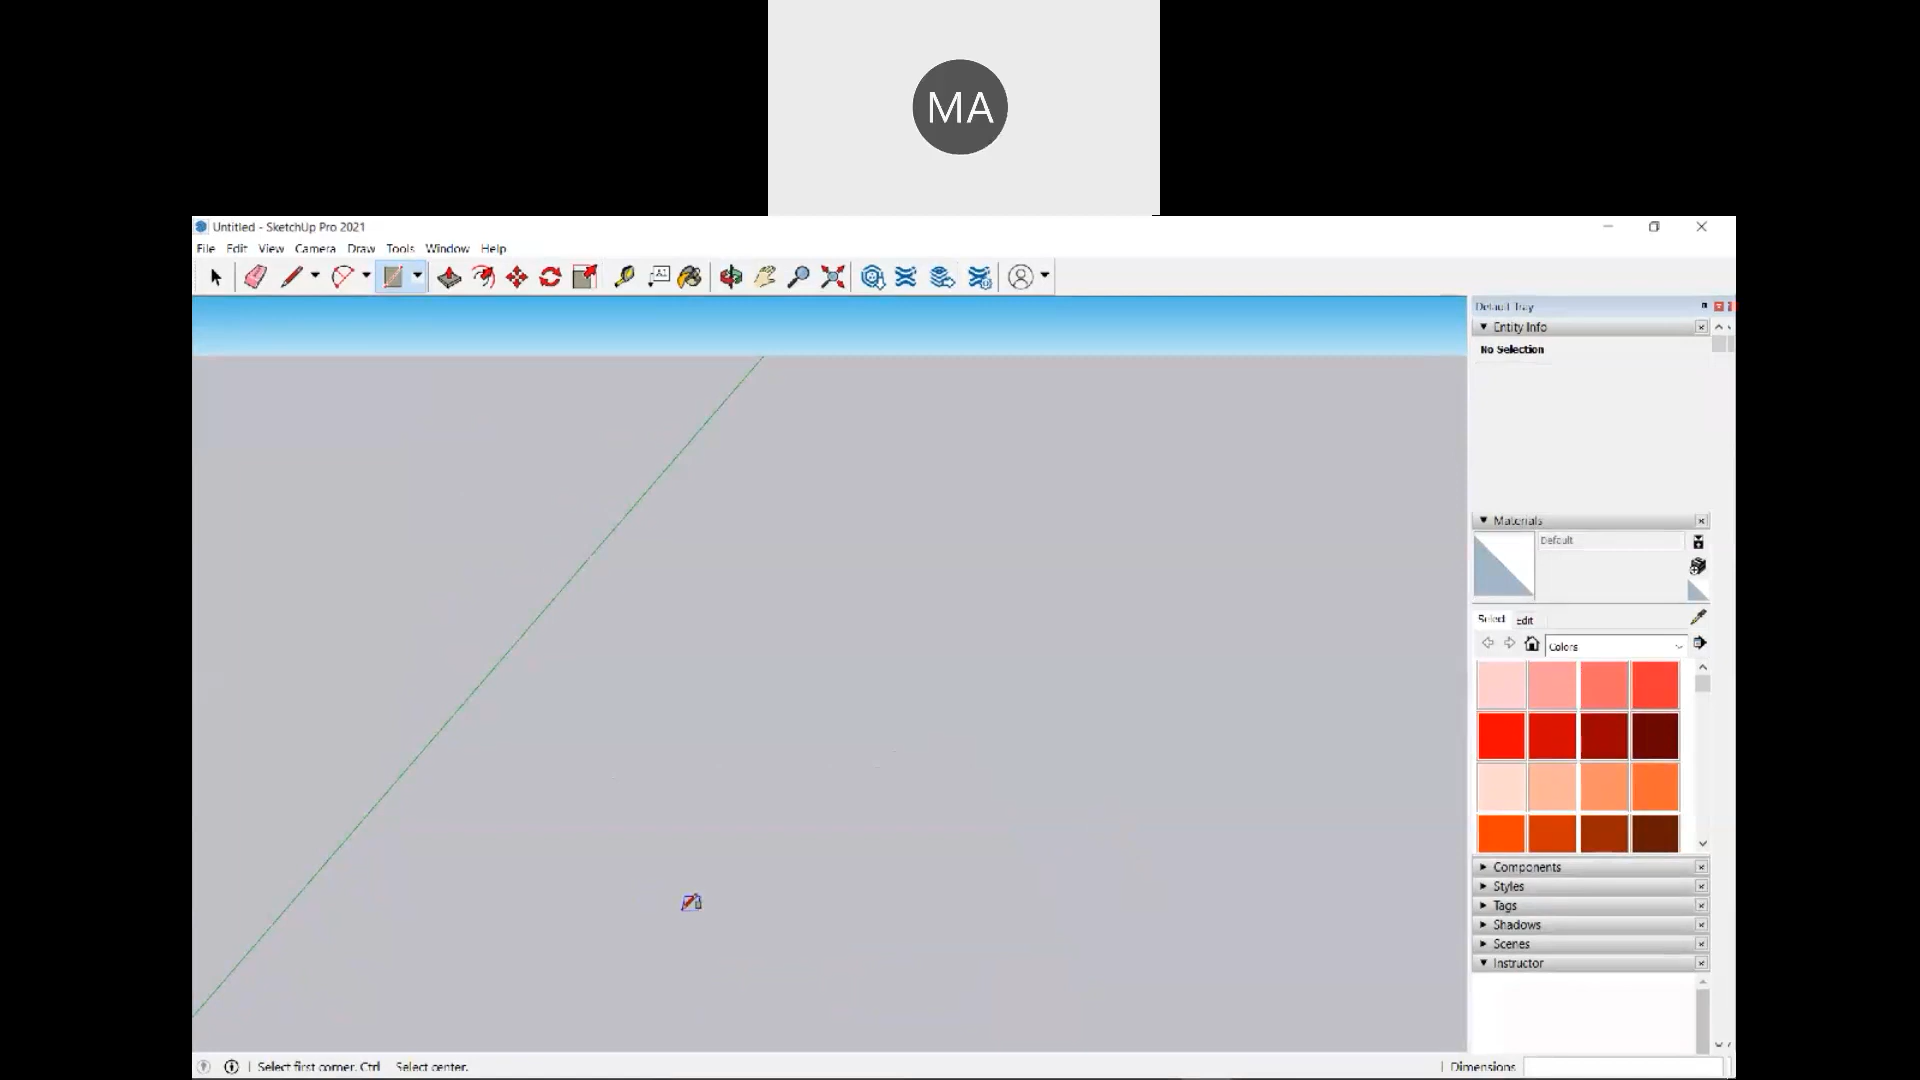 MA
Untitled - SketchUp Pro 2021
File Edit View Camera Draw Tools Window Help
A1
Default Tray
Entity Info
No Selection
Materials
Default
Select Edit
Colors
Components
Styles
Tags
Shadows
Scenes
Instructor
Select first corner. Ctrl Select center.
Dimensions